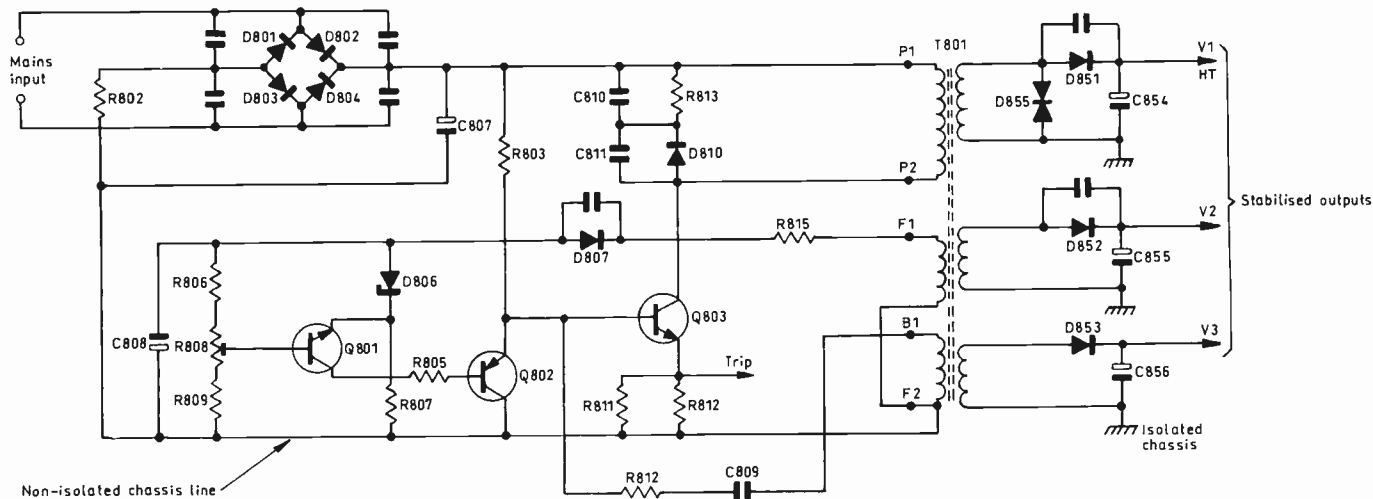 Mains
input
D801
D802
D803
D804
R802
C807
R803
C810
C811
R813
D810
P1
P2
T801
D855
D851
C854
V1
HT
D852
C855
V2
D853
C856
V3
Stabilised outputs
Isolated
chassis
D807
R815
F1
B1
F2
R806
R808
R809
C808
D806
Q801
R805
R807
Q802
Q803
Trip
R811
R812
R812
C809
Non-isolated chassis line